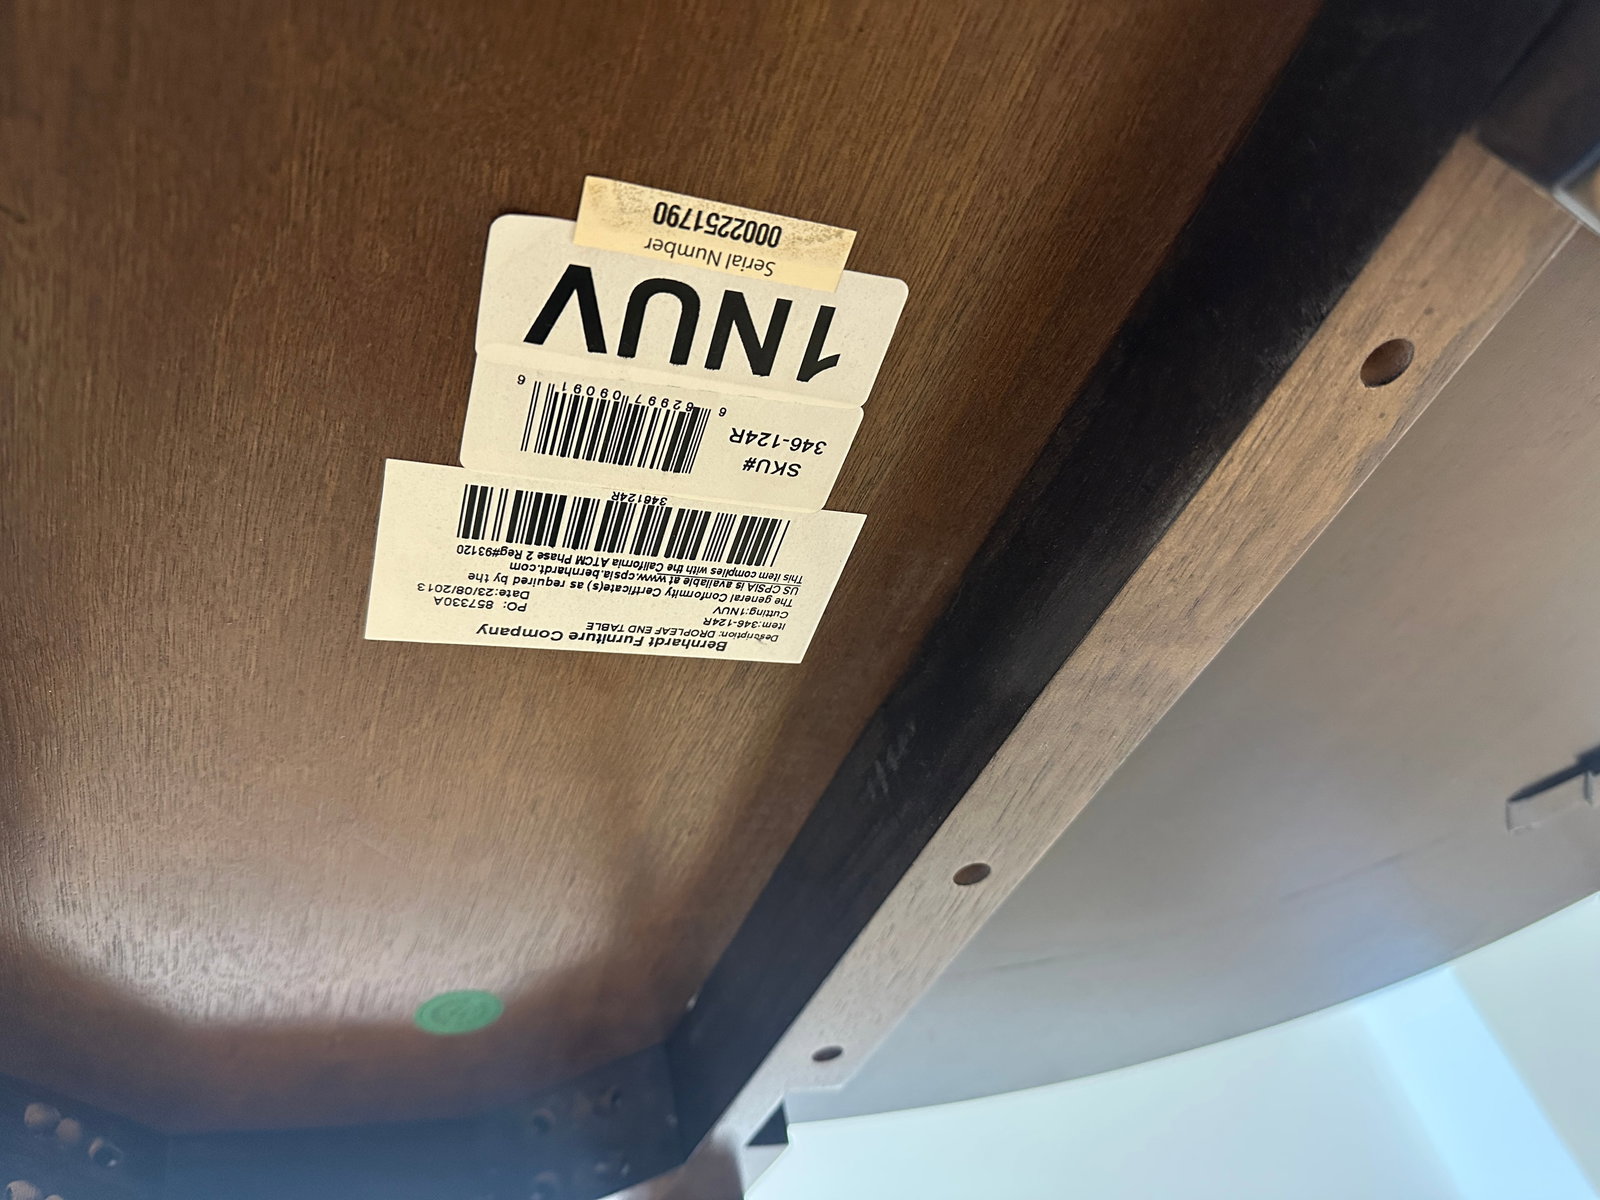 Bernhardt Furniture Company
Description: DROPLEAF END TABLE
Item:346-124R
Cutting:1NUV
PO: 857330A
Date:23/08/2013
The general Conformity Certficate(s) as required by the
US CPSIA is available at www.cpsia.bernhardt.com
This item complies with the California ATCM Phase 2 Reg#93120
346124R
SKU#
346-124R
6 62997 09091 6
1NUV
Serial Number
0002251790